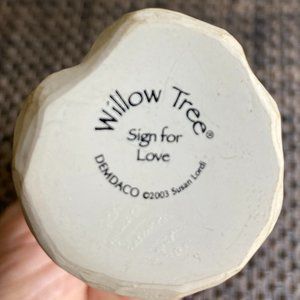 Willow Tree®
Sign for
Love
DEMDACO ©2003 Susan Lordi